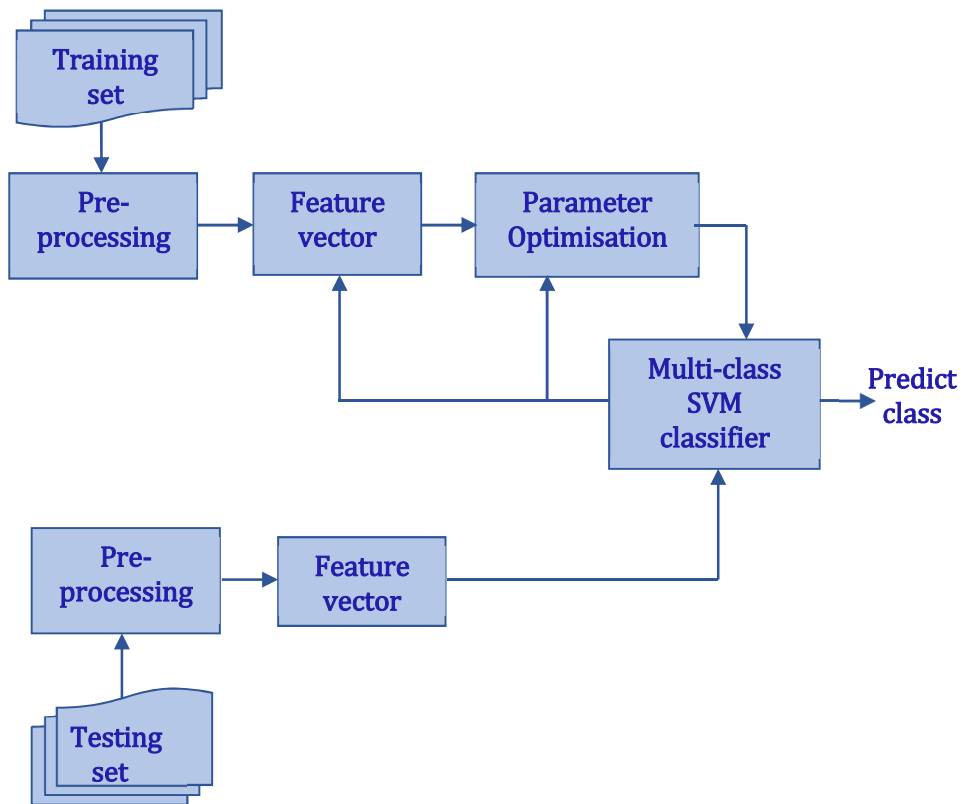 Training
set
Pre-
processing
Feature
vector
Parameter
Optimisation
Multi-class
SVM
classifier
Predict
class
Pre-
processing
Feature
vector
Testing
set